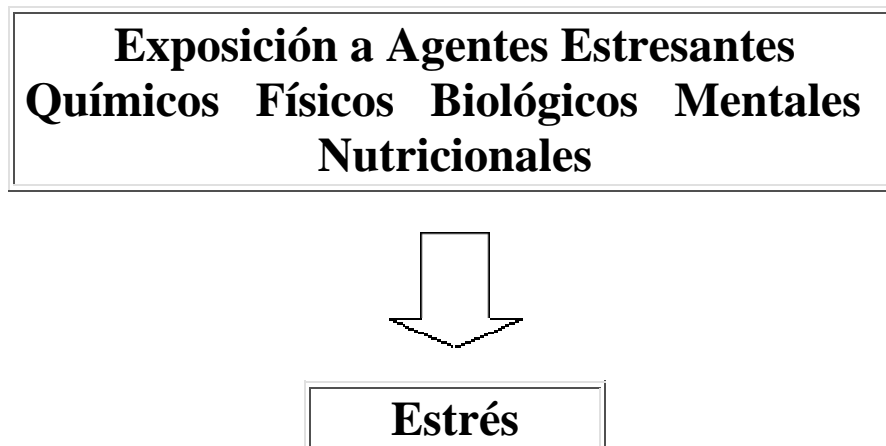 Exposición a Agentes Estresantes
Químicos Físicos Biológicos Mentales
Nutricionales
Estrés